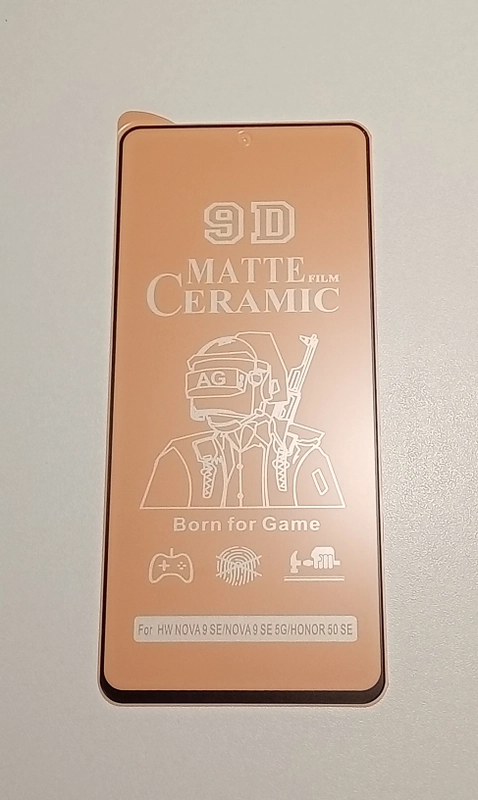 9D
MATTE FILM
CERAMIC
AG
Born for Game
For HW NOVA 9 SE/NOVA 9 SE 5G/HONOR 50 SE